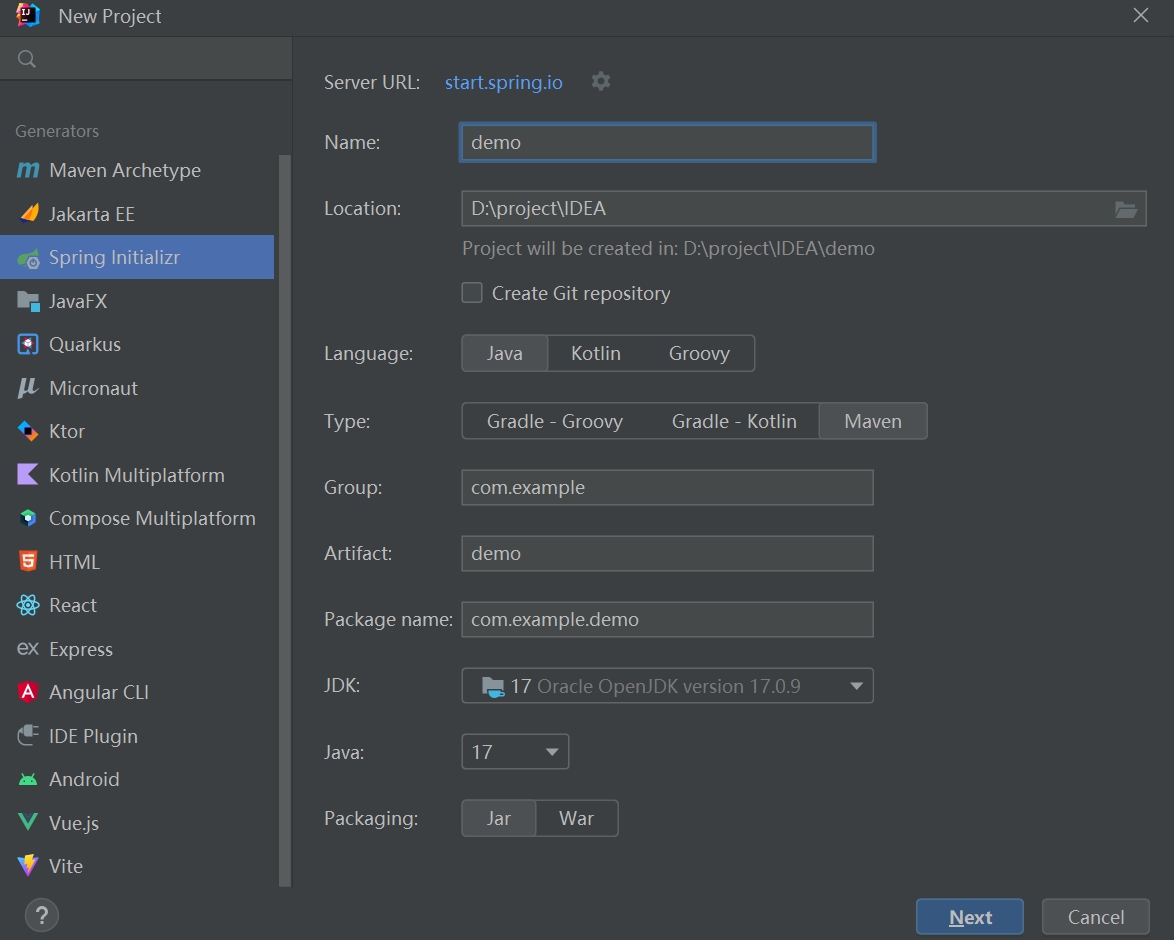 New Project
Generators
Maven Archetype
Jakarta EE
Spring Initializr
JavaFX
Quarkus
Micronaut
Ktor
Kotlin Multiplatform
Compose Multiplatform
HTML
React
ex Express
Angular CLI
IDE Plugin
Android
Vue.js
Vite
?
Server URL: start.spring.io
Name: demo
Location: D:\project\IDEA
Project will be created in: D:\project\IDEA\demo
Create Git repository
Language: Java Kotlin Groovy
Type: Gradle - Groovy Gradle - Kotlin Maven
Group: com.example
Artifact: demo
Package name: com.example.demo
JDK: 17 Oracle OpenJDK version 17.0.9
Java: 17
Packaging: Jar War
Next Cancel